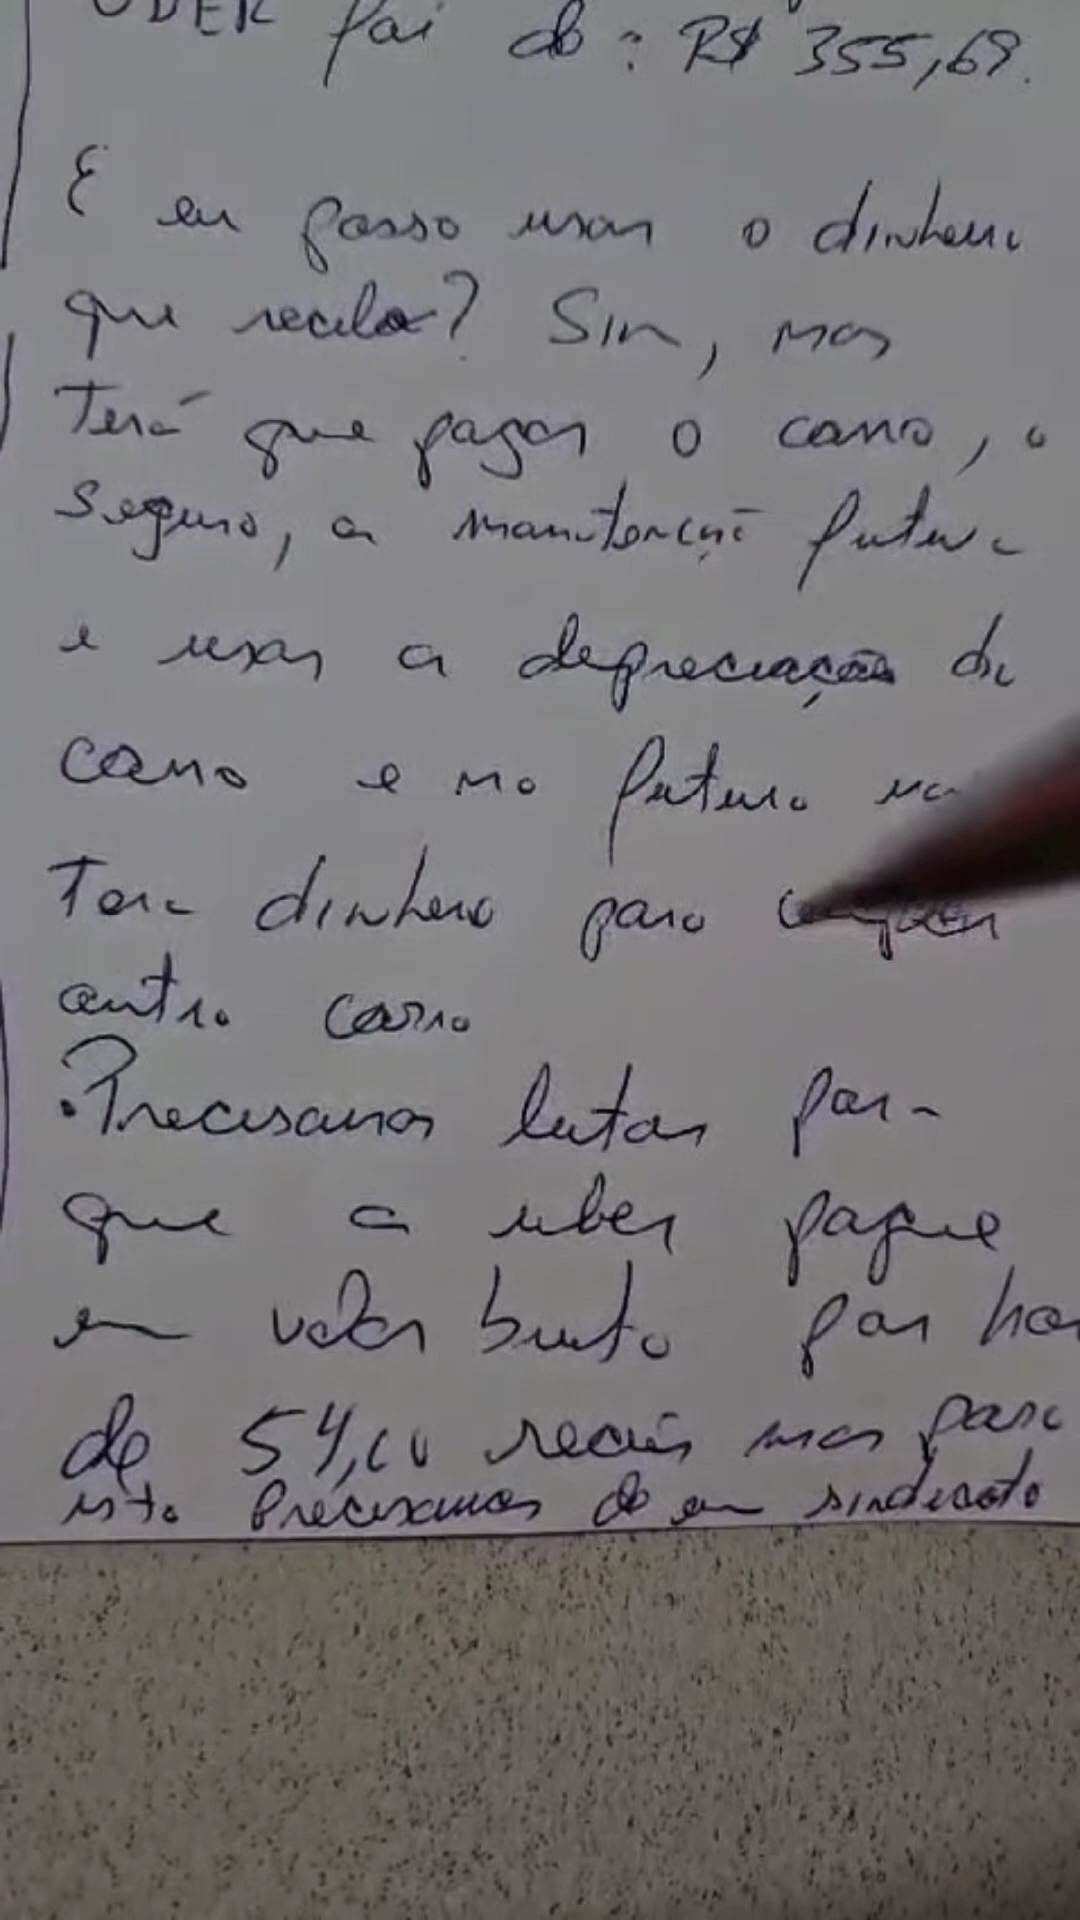 UBER foi de: R$ 355,69.
E eu posso usar o dinheiro
que recebo? Sim, mas
Terá que pagar o carro, o
seguro, a manutenção futura
e usar a depreciação do
carro e no futuro
Terá dinheiro para comprar
outro carro
• Precisamos lutar para
que a uber pague
um valor bruto por hora
de 54,00 reais mas para
isto Precisamos de um sindicato